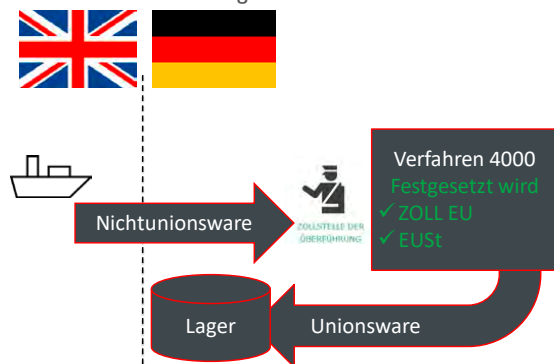 Verfahren 4000
Festgesetzt wird
✓ ZOLL EU
✓ EUSt
Nichtunionsware
ZOLLSTELLE DER
ÜBERFÜHRUNG
Lager
Unionsware